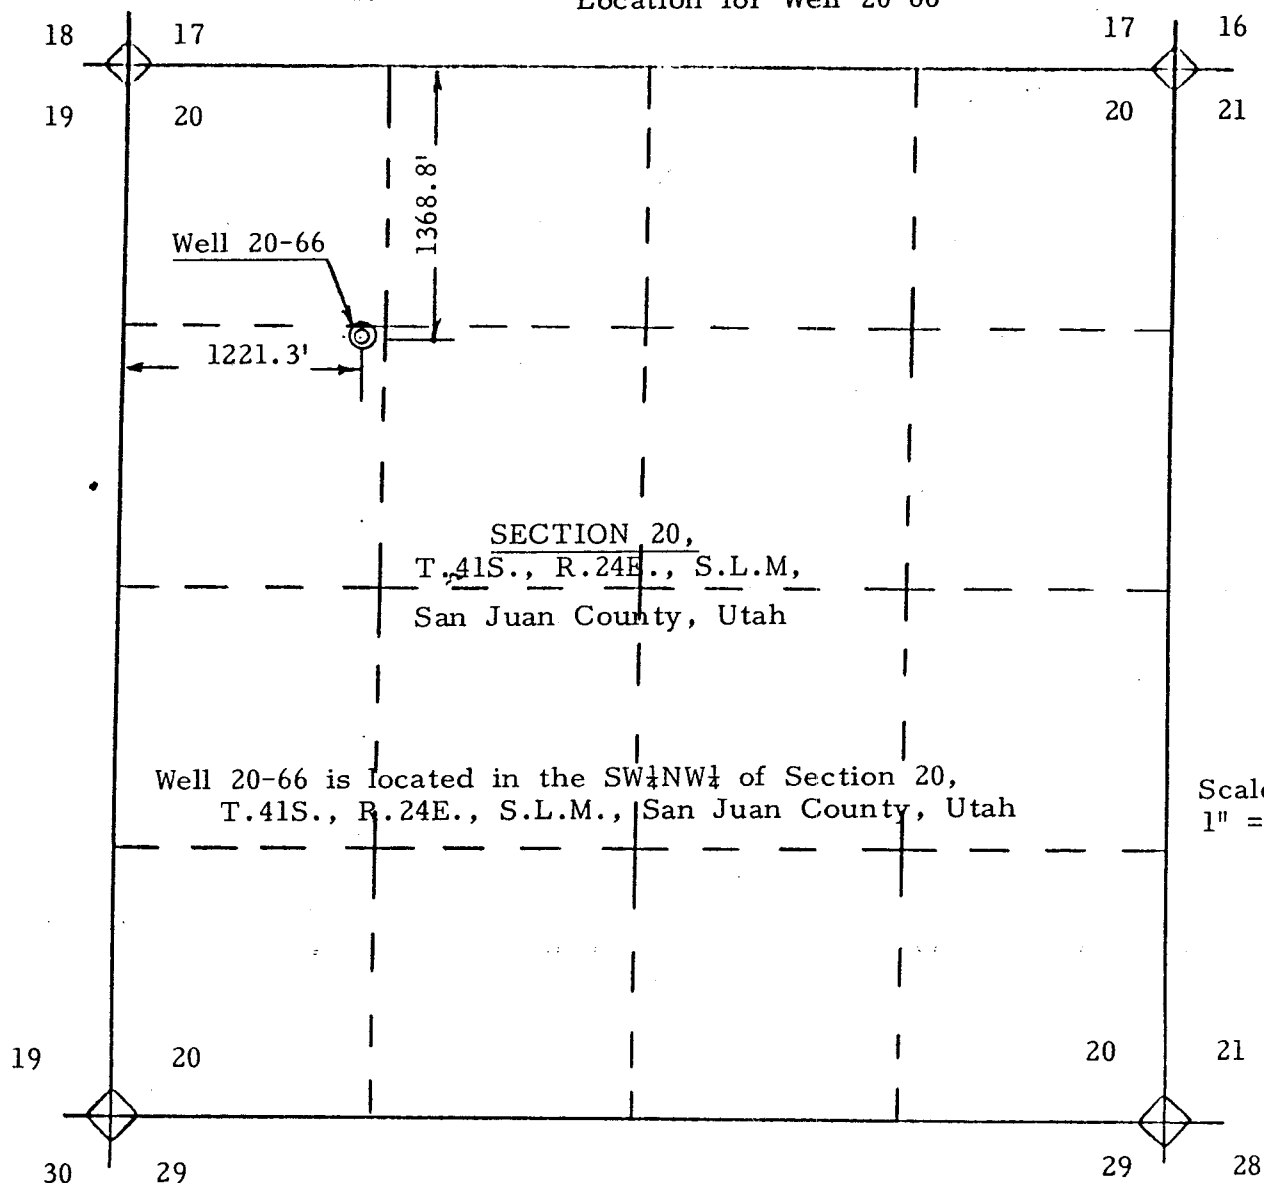 Location for Well 20-66
18 17
17 16
19 20
20 21
1368.8'
Well 20-66
1221.3'
SECTION 20,
T.41S., R.24E., S.L.M,
San Juan County, Utah
Well 20-66 is located in the SW¼NW¼ of Section 20,
T.41S., R.24E., S.L.M., San Juan County, Utah
1" =
19 20
20 21
30 29
29 28